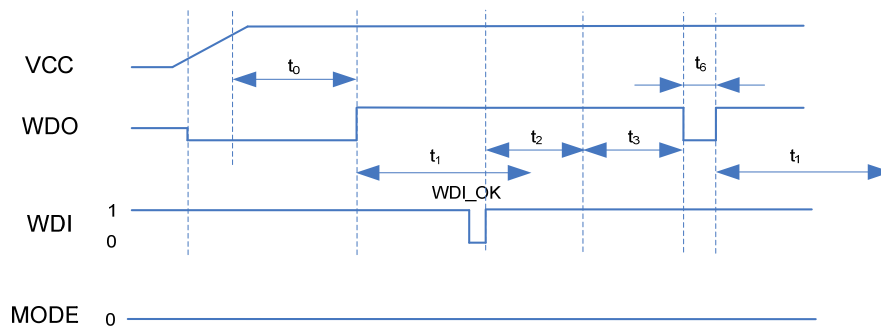 VCC
t₀
t₆
WDO
t₁
t₂
t₃
t₁
WDI_OK
WDI
1
0
MODE
0